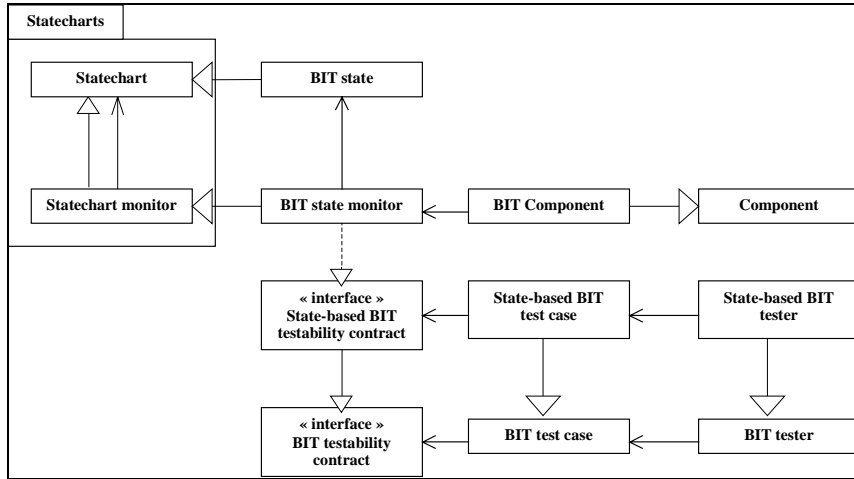 Statecharts
Statechart
BIT state
Statechart monitor
BIT state monitor
BIT Component
Component
« interface »
State-based BIT
testability contract
State-based BIT
test case
State-based BIT
tester
« interface »
BIT testability
contract
BIT test case
BIT tester